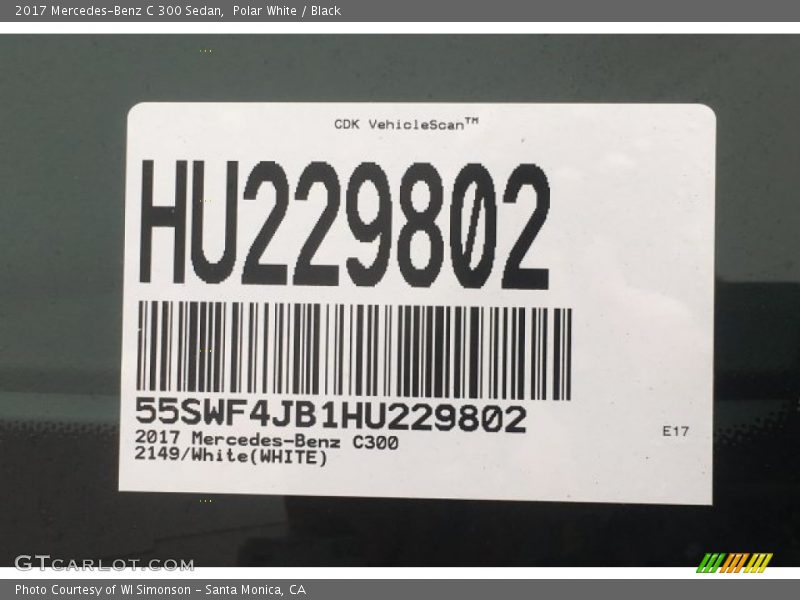 2017 Mercedes-Benz C 300 Sedan,  Polar White / Black
CDK VehicleScan™
HU229802
55SWF4JB1HU229802
2017 Mercedes-Benz C300
2149/White(WHITE)
E17
GTCARLOT.COM
Photo Courtesy of WI Simonson - Santa Monica, CA